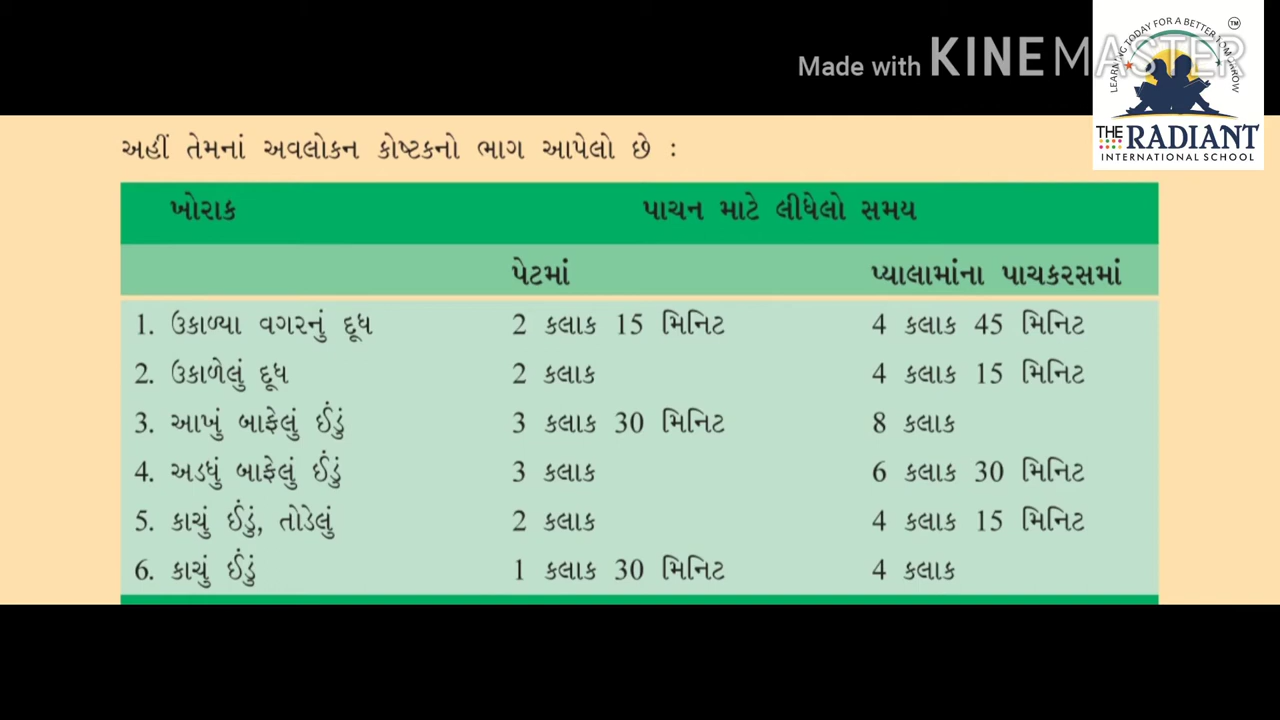 Made with KINEMASTER
LEARNING TODAY FOR A BETTER TOMORROW
TM
THE RADIANT
INTERNATIONAL SCHOOL
અહીં તેમનાં અવલોકન કોષ્ટકનો ભાગ આપેલો છે :
ખોરાક પાચન માટે લીધેલો સમય
પેટમાં પ્યાલામાંના પાચકરસમાં
1. ઉકાળ્યા વગરનું દૂધ 2 કલાક 15 મિનિટ 4 કલાક 45 મિનિટ
2. ઉકાળેલું દૂધ 2 કલાક 4 કલાક 15 મિનિટ
3. આખું બાફેલું ઈંડું 3 કલાક 30 મિનિટ 8 કલાક
4. અડધું બાફેલું ઈંડું 3 કલાક 6 કલાક 30 મિનિટ
5. કાચું ઈંડું, તોડેલું 2 કલાક 4 કલાક 15 મિનિટ
6. કાચું ઈંડું 1 કલાક 30 મિનિટ 4 કલાક